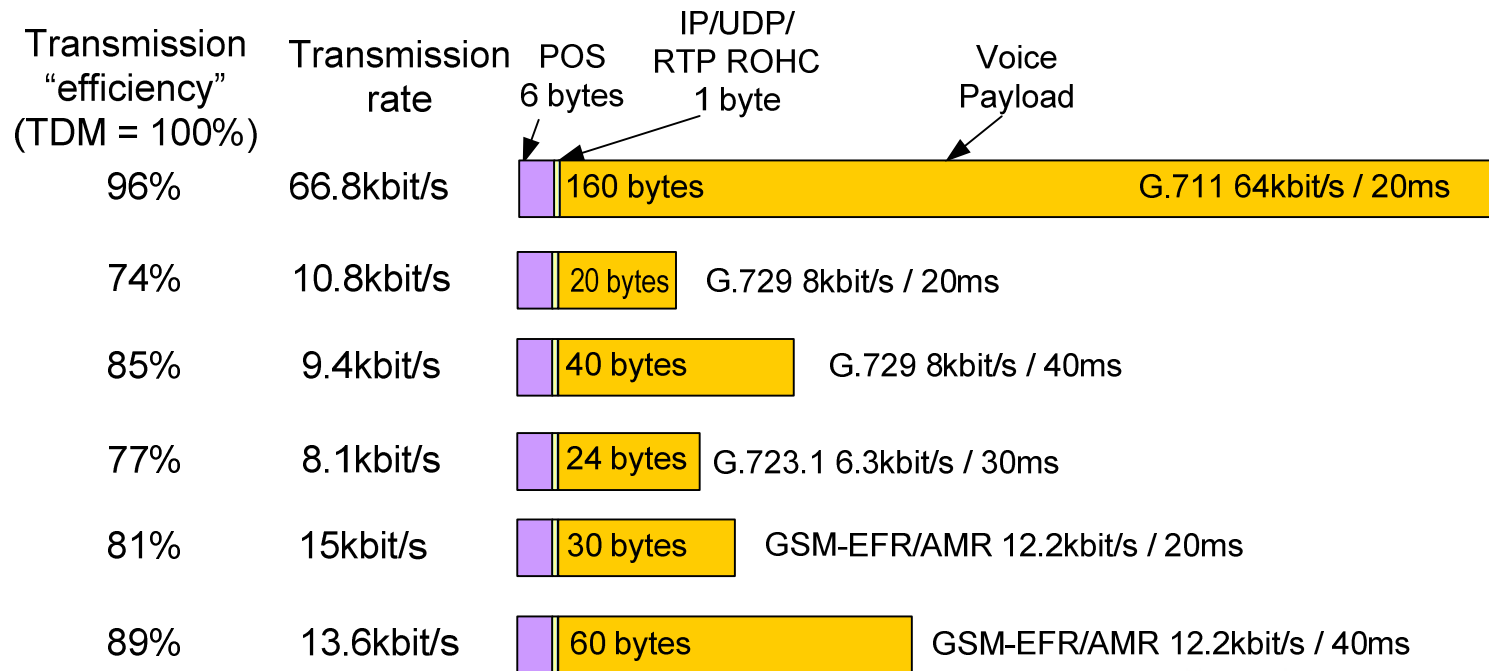 Transmission
“efficiency”
(TDM = 100%)
Transmission
rate
POS
6 bytes
IP/UDP/
RTP ROHC
1 byte
Voice
Payload
96%
66.8kbit/s
160 bytes
G.711 64kbit/s / 20ms
74%
10.8kbit/s
20 bytes
G.729 8kbit/s / 20ms
85%
9.4kbit/s
40 bytes
G.729 8kbit/s / 40ms
77%
8.1kbit/s
24 bytes
G.723.1 6.3kbit/s / 30ms
81%
15kbit/s
30 bytes
GSM-EFR/AMR 12.2kbit/s / 20ms
89%
13.6kbit/s
60 bytes
GSM-EFR/AMR 12.2kbit/s / 40ms